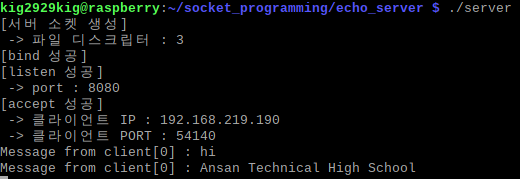 kig2929kig@raspberry:~/socket_programming/echo_server $ ./server
[서버 소켓 생성]
-> 파일 디스크립터 : 3
[bind 성공]
[listen 성공]
-> port : 8080
[accept 성공]
-> 클라이언트 IP : 192.168.219.190
-> 클라이언트 PORT : 54140
Message from client[0] : hi
Message from client[0] : Ansan Technical High School